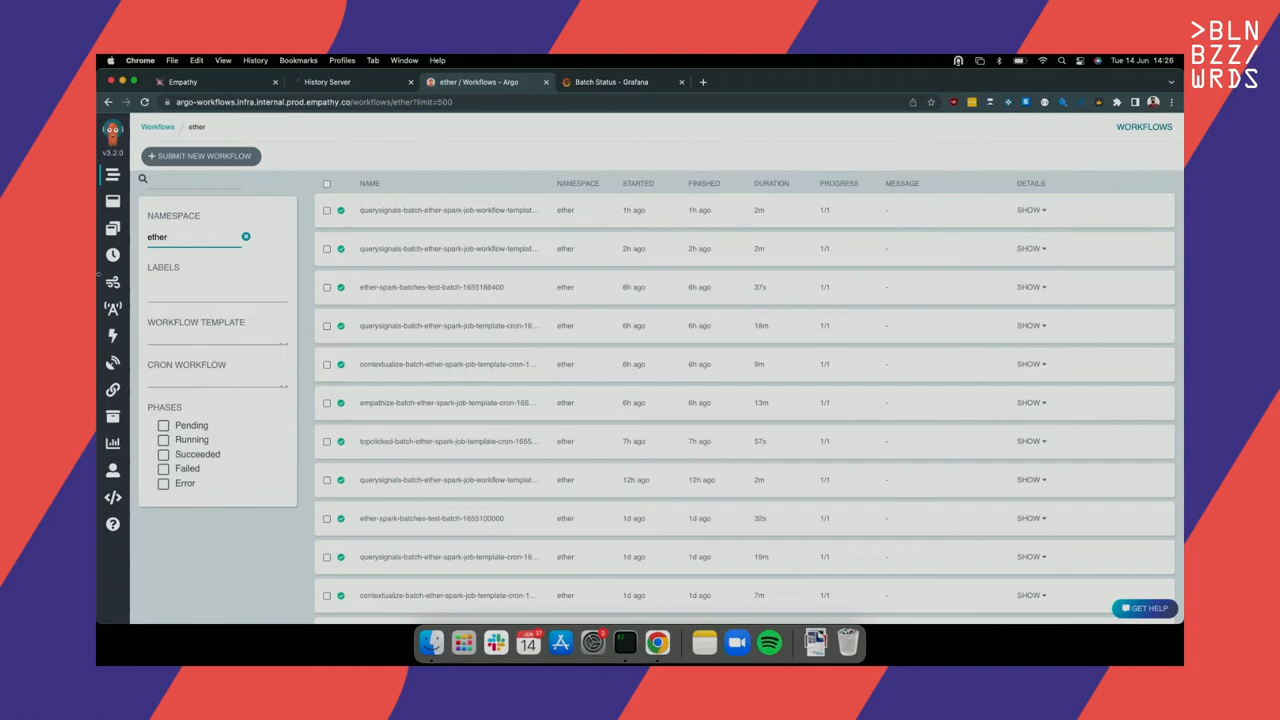 >BLN
BZZ/
WRDS
Chrome File Edit View History Bookmarks Profiles Tab Window Help
Tue 14 Jun 14:26
Empathy
History Server
ether / Workflows - Argo
Batch Status - Grafana
argo-workflows.infra.internal.prod.empathy.co/workflows/ether?limit=500
v3.2.0
Workflows / ether
WORKFLOWS
+ SUBMIT NEW WORKFLOW
NAMESPACE
ether
LABELS
WORKFLOW TEMPLATE
CRON WORKFLOW
PHASES
Pending
Running
Succeeded
Failed
Error
NAME NAMESPACE STARTED FINISHED DURATION PROGRESS MESSAGE DETAILS
querysignals-batch-ether-spark-job-workflow-templat... ether 1h ago 1h ago 2m 1/1 - SHOW
querysignals-batch-ether-spark-job-workflow-templat... ether 2h ago 2h ago 2m 1/1 - SHOW
ether-spark-batches-test-batch-1655186400 ether 6h ago 6h ago 37s 1/1 - SHOW
querysignals-batch-ether-spark-job-template-cron-16... ether 6h ago 6h ago 18m 1/1 - SHOW
contextualize-batch-ether-spark-job-template-cron-1... ether 6h ago 6h ago 9m 1/1 - SHOW
empathize-batch-ether-spark-job-template-cron-165... ether 6h ago 6h ago 13m 1/1 - SHOW
topclicked-batch-ether-spark-job-template-cron-1655... ether 7h ago 7h ago 57s 1/1 - SHOW
querysignals-batch-ether-spark-job-workflow-templat... ether 12h ago 12h ago 2m 1/1 - SHOW
ether-spark-batches-test-batch-1655100000 ether 1d ago 1d ago 32s 1/1 - SHOW
querysignals-batch-ether-spark-job-template-cron-16... ether 1d ago 1d ago 19m 1/1 - SHOW
contextualize-batch-ether-spark-job-template-cron-1... ether 1d ago 1d ago 7m 1/1 - SHOW
GET HELP
JUN
14